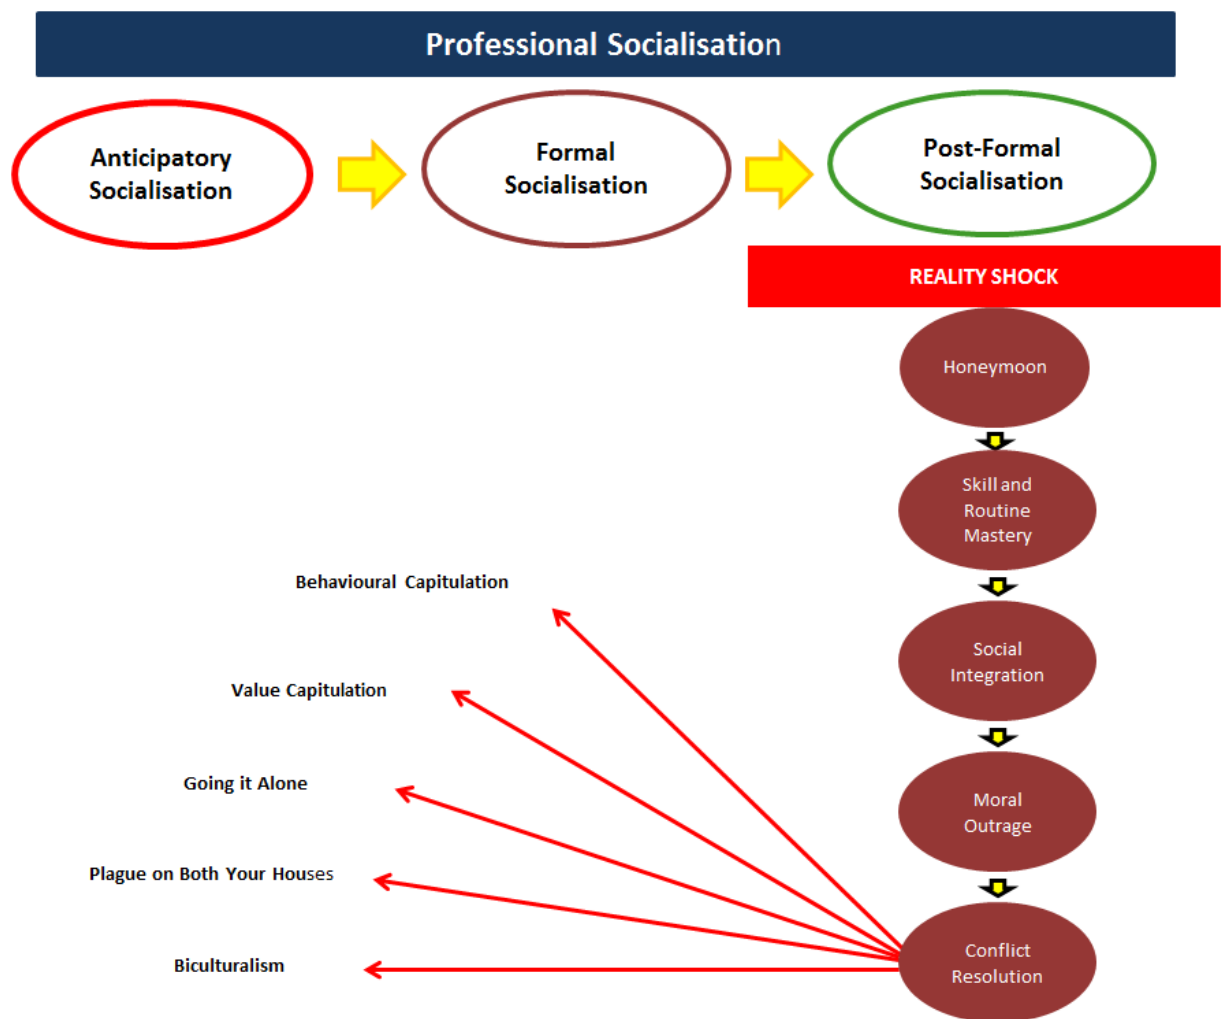 Professional Socialisation
Anticipatory
Socialisation
Formal
Socialisation
Post-Formal
Socialisation
REALITY SHOCK
Honeymoon
Skill and
Routine
Mastery
Social
Integration
Moral
Outrage
Conflict
Resolution
Behavioural Capitulation
Value Capitulation
Going it Alone
Plague on Both Your Houses
Biculturalism